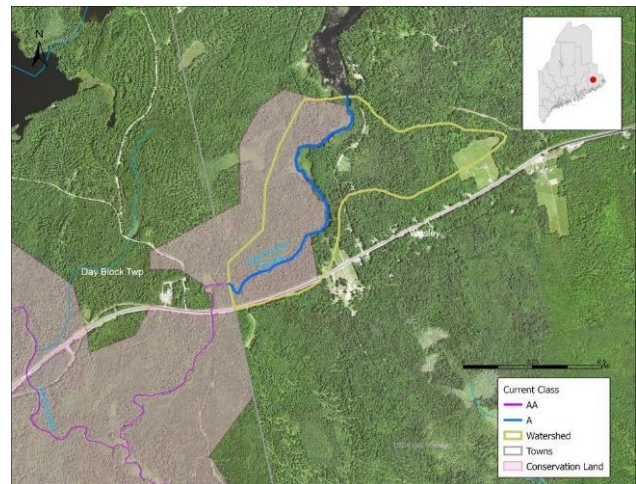 N
Day Block Twp
Current Class
AA
A
Watershed
Towns
Conservation Land